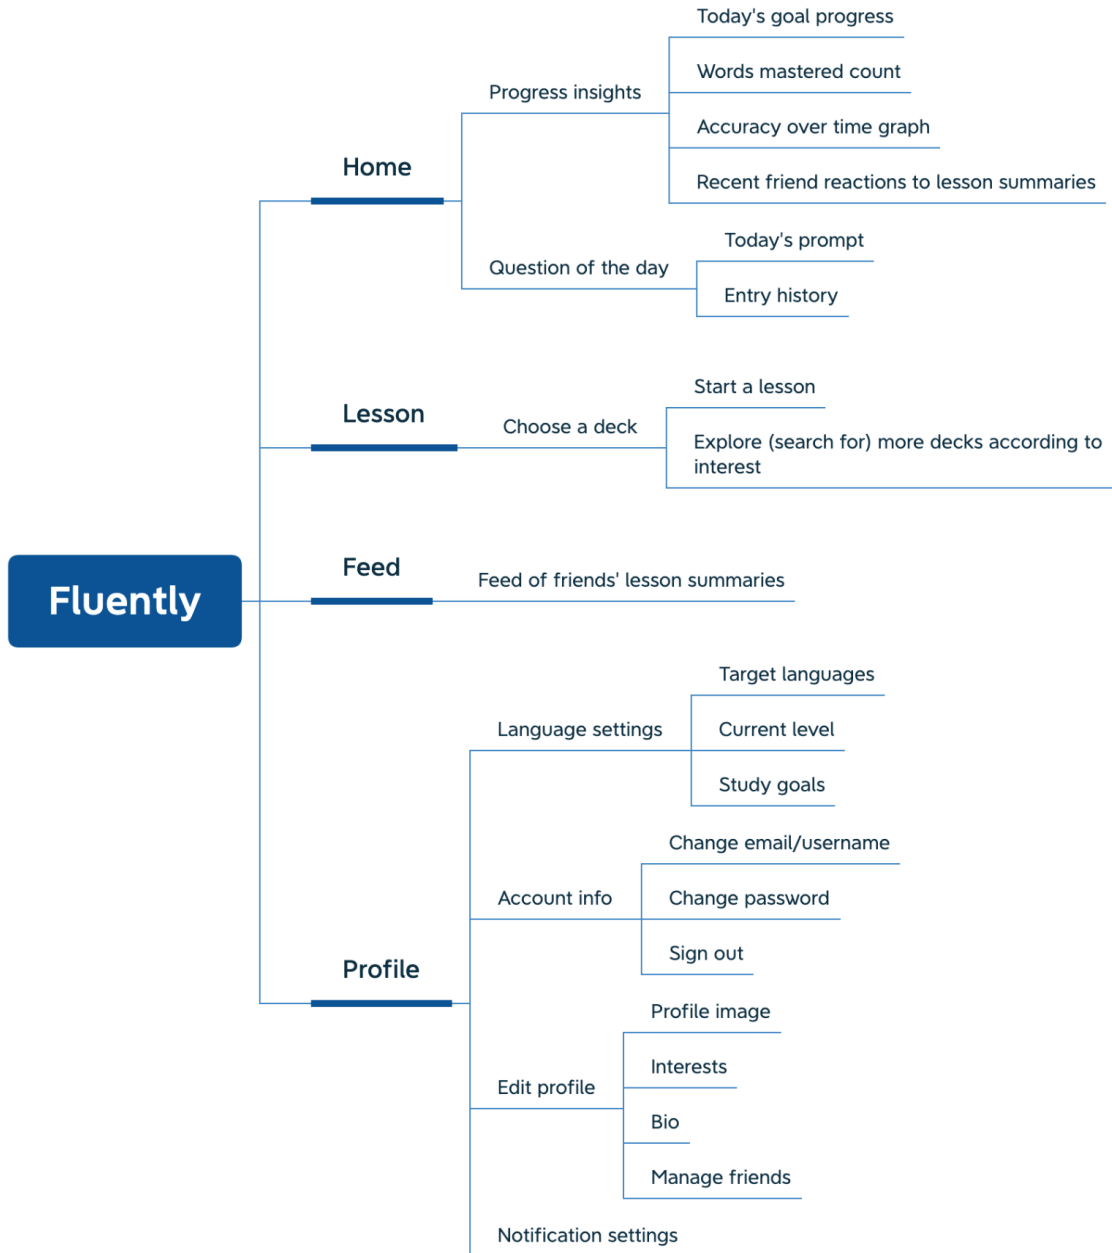 Fluently
Home
Progress insights
Today's goal progress
Words mastered count
Accuracy over time graph
Recent friend reactions to lesson summaries
Question of the day
Today's prompt
Entry history
Lesson
Choose a deck
Start a lesson
Explore (search for) more decks according to
interest
Feed
Feed of friends' lesson summaries
Profile
Language settings
Target languages
Current level
Study goals
Account info
Change email/username
Change password
Sign out
Edit profile
Profile image
Interests
Bio
Manage friends
Notification settings